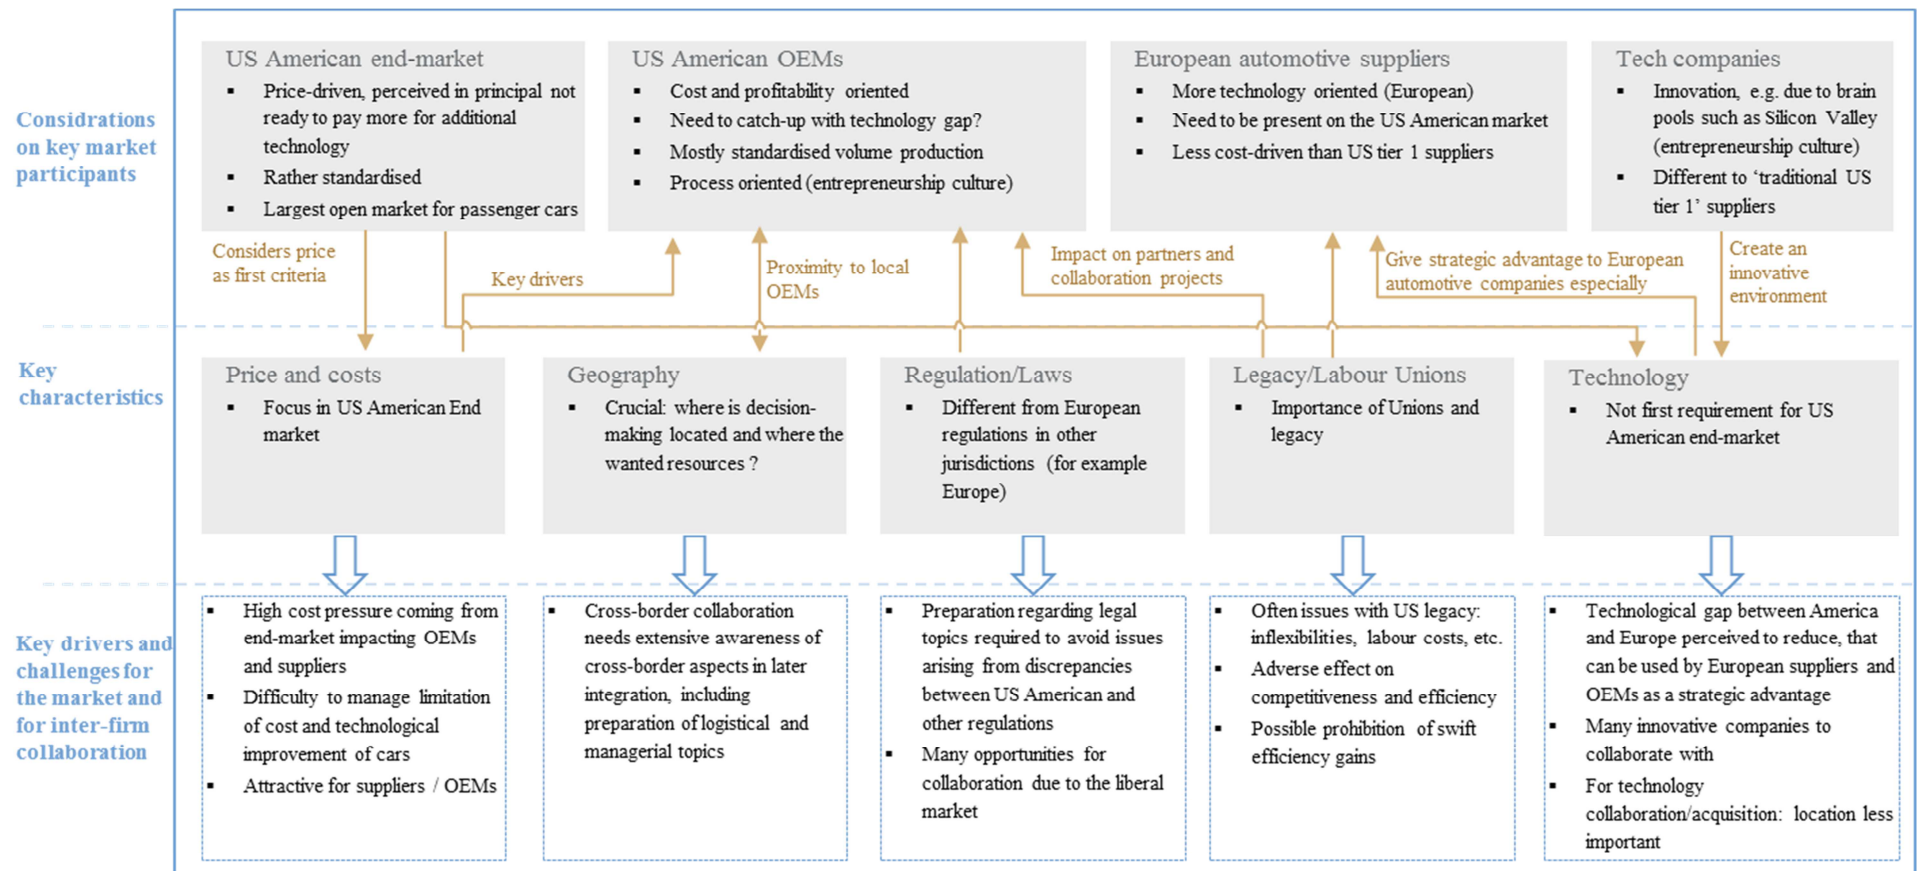 Considrations
on key market
participants
US American end-market
▪ Price-driven, perceived in principal not
ready to pay more for additional
technology
▪ Rather standardised
▪ Largest open market for passenger cars
US American OEMs
▪ Cost and profitability oriented
▪ Need to catch-up with technology gap?
▪ Mostly standardised volume production
▪ Process oriented (entrepreneurship culture)
European automotive suppliers
▪ More technology oriented (European)
▪ Need to be present on the US American market
▪ Less cost-driven than US tier 1 suppliers
Tech companies
▪ Innovation, e.g. due to brain
pools such as Silicon Valley
(entrepreneurship culture)
▪ Different to ‘traditional US
tier 1’ suppliers
Considers price
as first criteria
Key drivers
Proximity to local
OEMs
Impact on partners and
collaboration projects
Give strategic advantage to European
automotive companies especially
Create an
innovative
environment
Key
characteristics
Price and costs
▪ Focus in US American End
market
Geography
▪ Crucial: where is decision-
making located and where the
wanted resources ?
Regulation/Laws
▪ Different from European
regulations in other
jurisdictions (for example
Europe)
Legacy/Labour Unions
▪ Importance of Unions and
legacy
Technology
▪ Not first requirement for US
American end-market
Key drivers and
challenges for
the market and
for inter-firm
collaboration
▪ High cost pressure coming from
end-market impacting OEMs
and suppliers
▪ Difficulty to manage limitation
of cost and technological
improvement of cars
▪ Attractive for suppliers / OEMs
▪ Cross-border collaboration
needs extensive awareness of
cross-border aspects in later
integration, including
preparation of logistical and
managerial topics
▪ Preparation regarding legal
topics required to avoid issues
arising from discrepancies
between US American and
other regulations
▪ Many opportunities for
collaboration due to the liberal
market
▪ Often issues with US legacy:
inflexibilities, labour costs, etc.
▪ Adverse effect on
competitiveness and efficiency
▪ Possible prohibition of swift
efficiency gains
▪ Technological gap between America
and Europe perceived to reduce, that
can be used by European suppliers and
OEMs as a strategic advantage
▪ Many innovative companies to
collaborate with
▪ For technology
collaboration/acquisition: location less
important